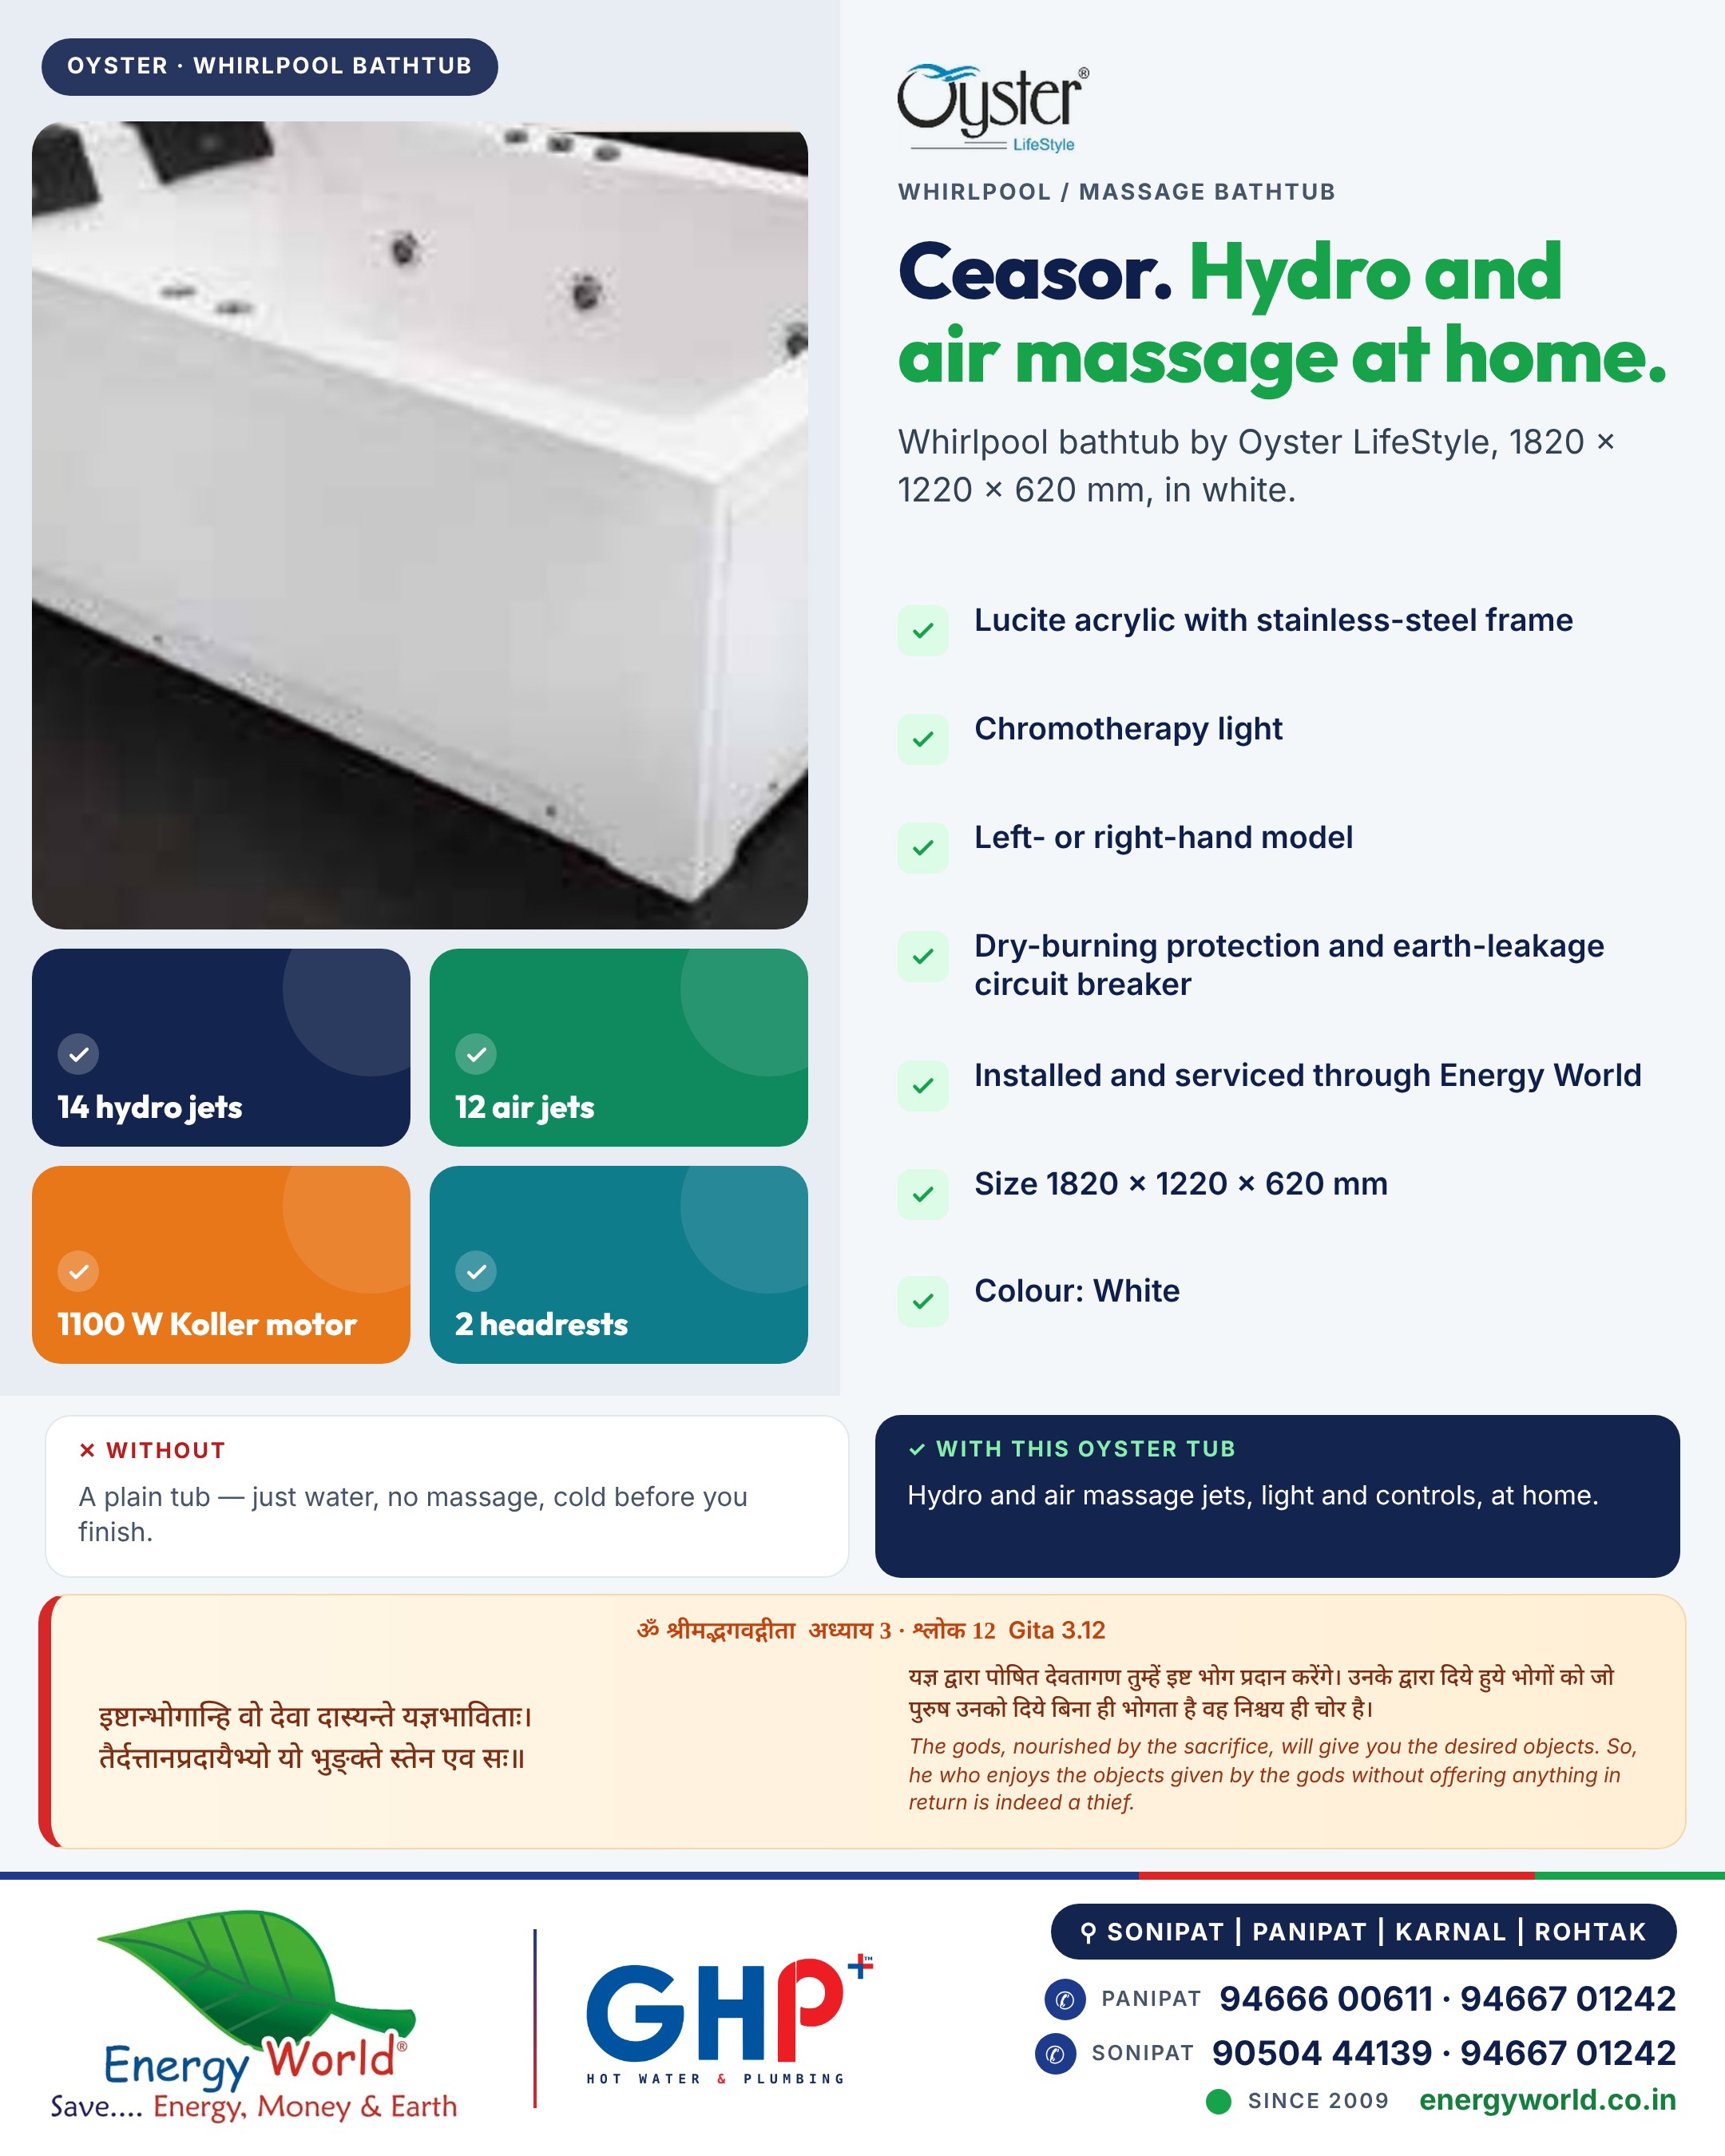 OYSTER · WHIRLPOOL BATHTUB
Oyster®
LifeStyle
WHIRLPOOL / MASSAGE BATHTUB
Ceasor. Hydro and
air massage at home.
Whirlpool bathtub by Oyster LifeStyle, 1820 ×
1220 × 620 mm, in white.
Lucite acrylic with stainless-steel frame
Chromotherapy light
Left- or right-hand model
Dry-burning protection and earth-leakage
circuit breaker
Installed and serviced through Energy World
Size 1820 × 1220 × 620 mm
Colour: White
14 hydro jets
12 air jets
1100 W Koller motor
2 headrests
✕ WITHOUT
A plain tub — just water, no massage, cold before you
finish.
✓ WITH THIS OYSTER TUB
Hydro and air massage jets, light and controls, at home.
ॐ श्रीमद्भगवद्गीता अध्याय 3 · श्लोक 12 Gita 3.12
इष्टान्भोगान्हि वो देवा दास्यन्ते यज्ञभाविताः।
तैर्दत्तानप्रदायैभ्यो यो भुङ्क्ते स्तेन एव सः॥
यज्ञ द्वारा पोषित देवतागण तुम्हें इष्ट भोग प्रदान करेंगे। उनके द्वारा दिये हुये भोगों को जो
पुरुष उनको दिये बिना ही भोगता है वह निश्चय ही चोर है।
The gods, nourished by the sacrifice, will give you the desired objects. So,
he who enjoys the objects given by the gods without offering anything in
return is indeed a thief.
Energy World®
Save.... Energy, Money & Earth
GHP+™
HOT WATER & PLUMBING
SONIPAT | PANIPAT | KARNAL | ROHTAK
PANIPAT 94666 00611 · 94667 01242
SONIPAT 90504 44139 · 94667 01242
SINCE 2009 energyworld.co.in